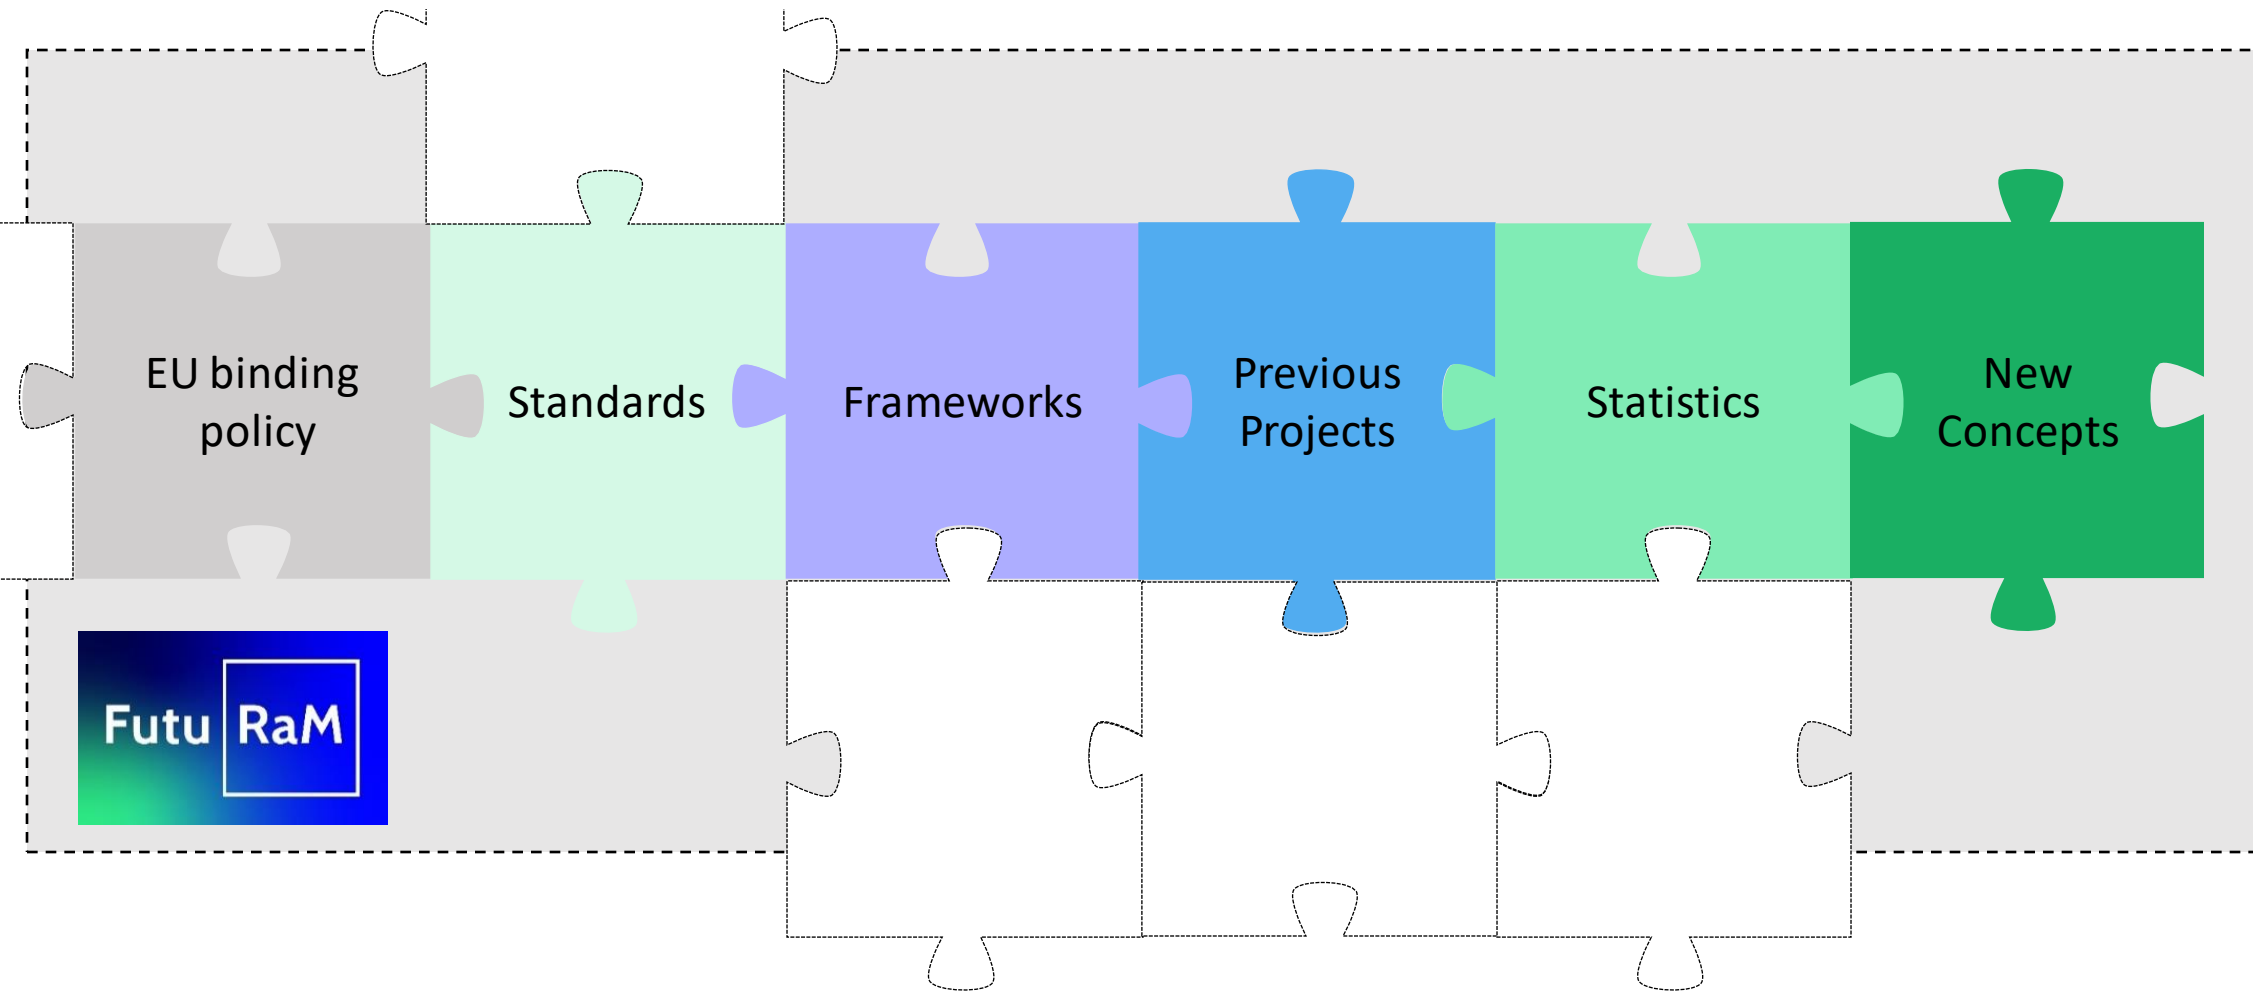 EU binding
policy
Standards
Frameworks
Previous
Projects
Statistics
New
Concepts
Futu RaM